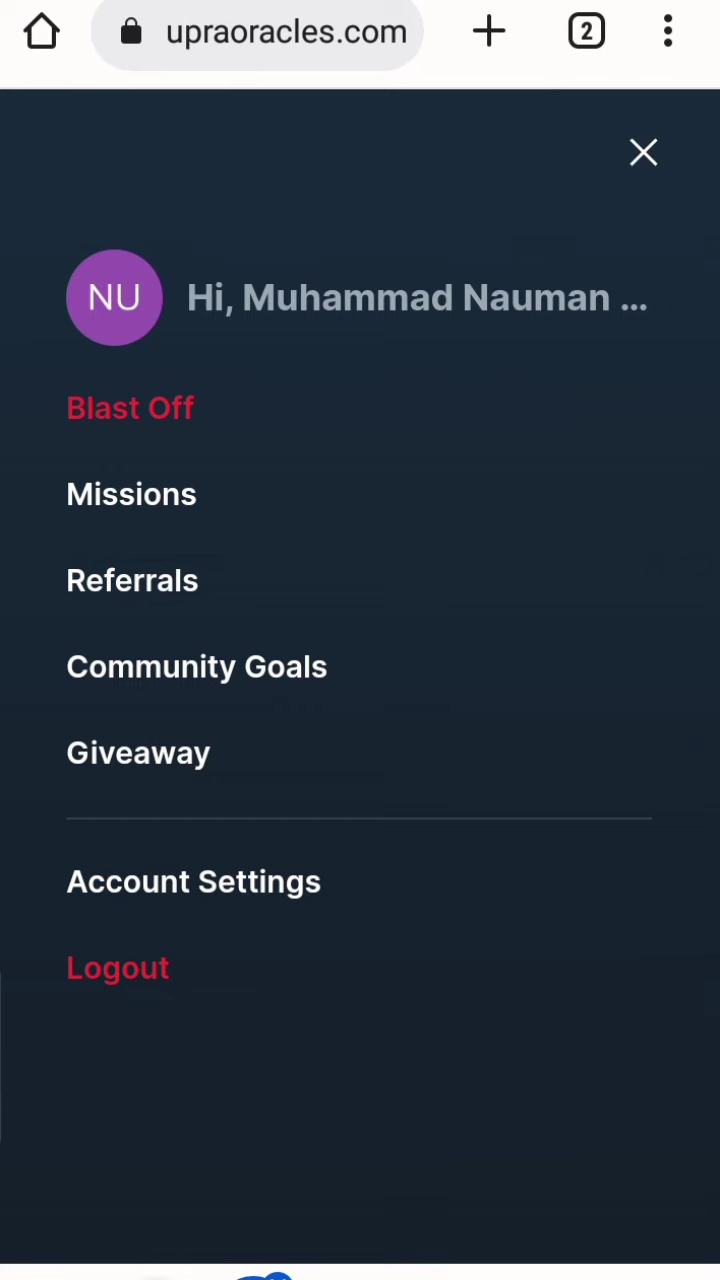 upraoracles.com
2
NU
Hi, Muhammad Nauman ...
Blast Off
Missions
Referrals
Community Goals
Giveaway
Account Settings
Logout